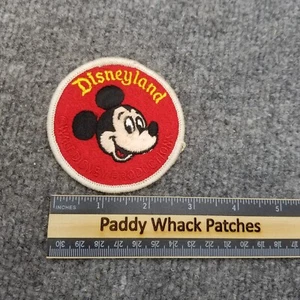 Disneyland
INCHES 1 2 3 4 5
Paddy Whack Patches